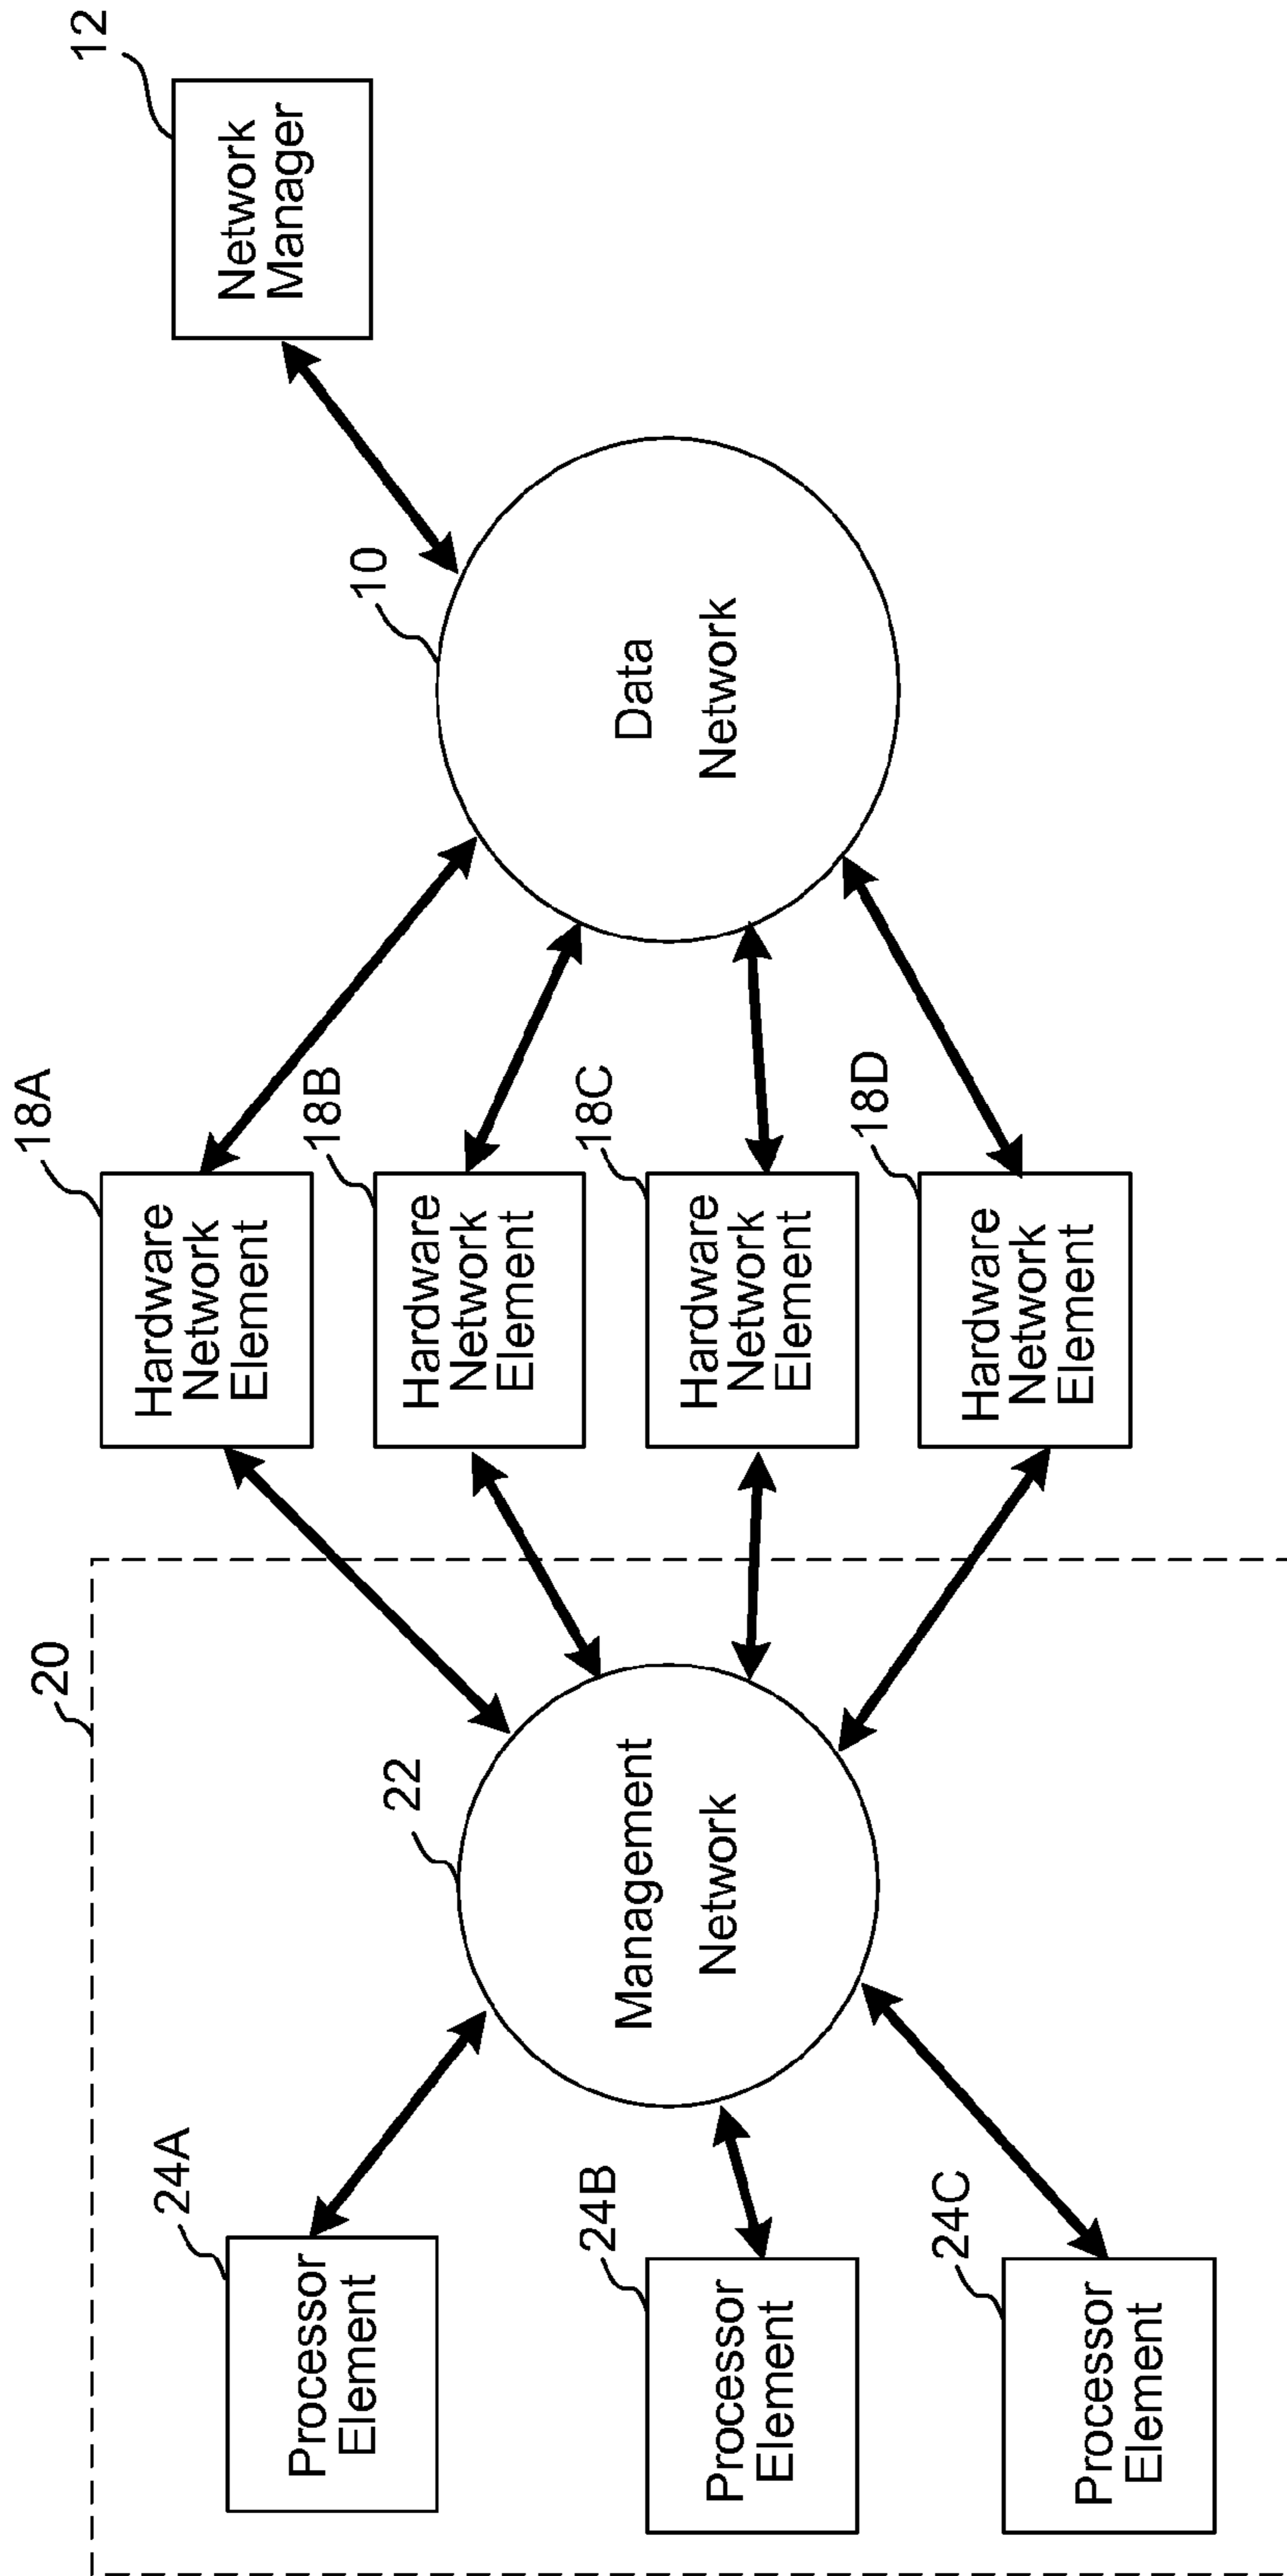 12
Network
Manager
10
Data
Network
18A
Hardware
Network
Element
18B
Hardware
Network
Element
18C
Hardware
Network
Element
18D
Hardware
Network
Element
20
22
Management
Network
24A
Processor
Element
24B
Processor
Element
24C
Processor
Element